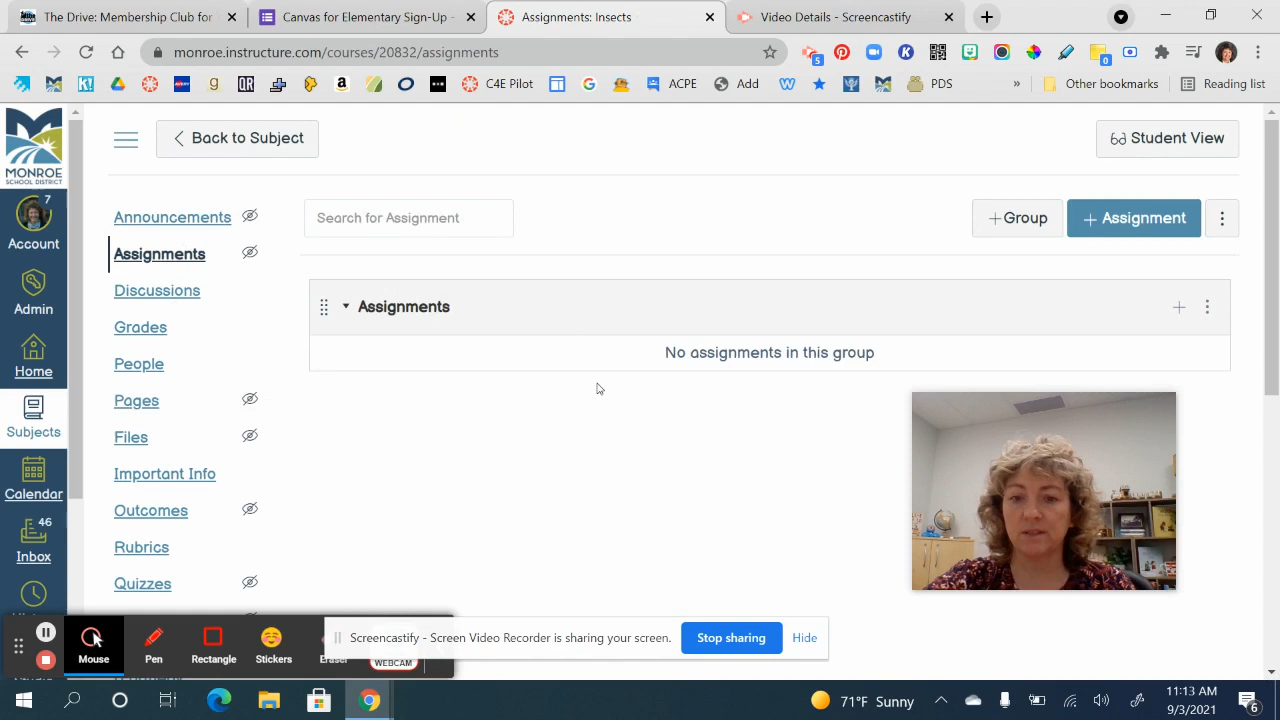 The Drive: Membership Club for
Canvas for Elementary Sign-Up -
Assignments: Insects
Video Details - Screencastify
monroe.instructure.com/courses/20832/assignments
5
0
C4E Pilot
ACPE
Add
PDS
»
Other bookmarks
Reading list
MONROE
SCHOOL DISTRICT
Back to Subject
Student View
7
Account
Admin
Home
Subjects
Calendar
46
Inbox
Announcements
Assignments
Discussions
Grades
People
Pages
Files
Important Info
Outcomes
Rubrics
Quizzes
Search for Assignment
+ Group
+ Assignment
Assignments
No assignments in this group
Mouse
Pen
Rectangle
Stickers
Eraser
WEBCAM
Screencastify - Screen Video Recorder is sharing your screen.
Stop sharing
Hide
71°F Sunny
11:13 AM
9/3/2021
6